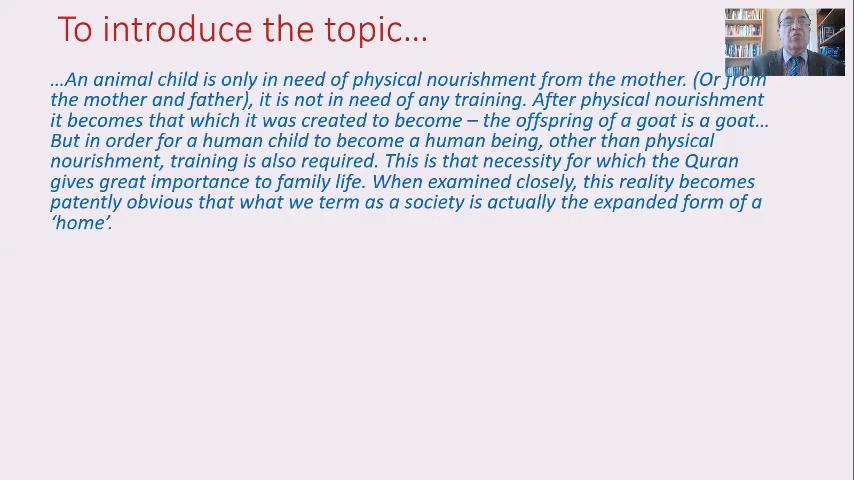 To introduce the topic...
...An animal child is only in need of physical nourishment from the mother. (Or from
the mother and father), it is not in need of any training. After physical nourishment
it becomes that which it was created to become – the offspring of a goat is a goat...
But in order for a human child to become a human being, other than physical
nourishment, training is also required. This is that necessity for which the Quran
gives great importance to family life. When examined closely, this reality becomes
patently obvious that what we term as a society is actually the expanded form of a
‘home’.